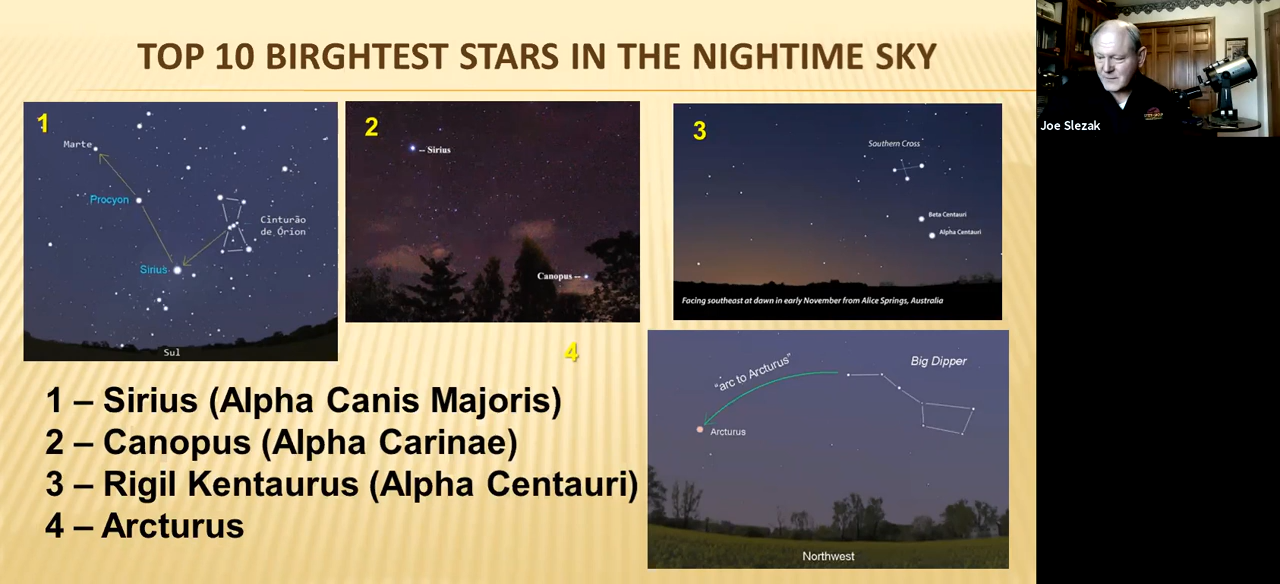 TOP 10 BIRGHTEST STARS IN THE NIGHTIME SKY
1
Marte
Procyon
Cinturão
de Órion
Sirius
Sul
2
-- Sirius
Canopus --
3
Southern Cross
Beta Centauri
Alpha Centauri
Facing southeast at dawn in early November from Alice Springs, Australia
4
"arc to Arcturus"
Big Dipper
Arcturus
Northwest
1 – Sirius (Alpha Canis Majoris)
2 – Canopus (Alpha Carinae)
3 – Rigil Kentaurus (Alpha Centauri)
4 – Arcturus
Joe Slezak